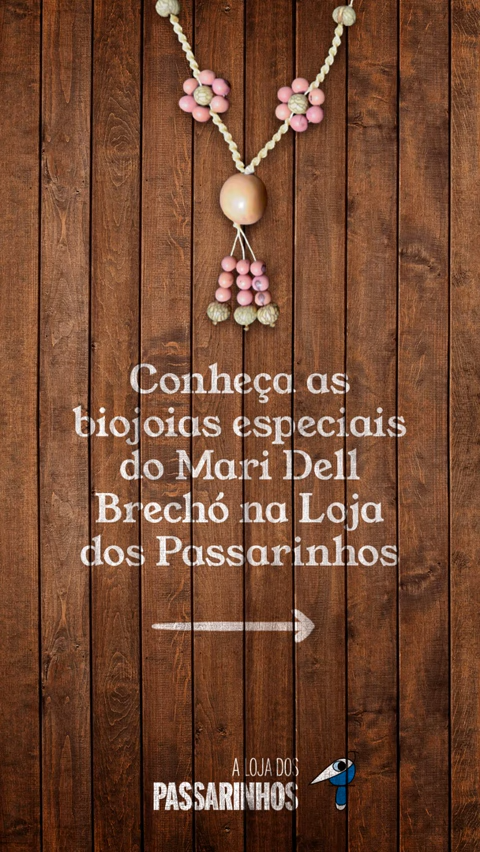 Conheça as
biojoias especiais
do Mari Dell
Brechó na Loja
dos Passarinhos
A LOJA DOS
PASSARINHOS